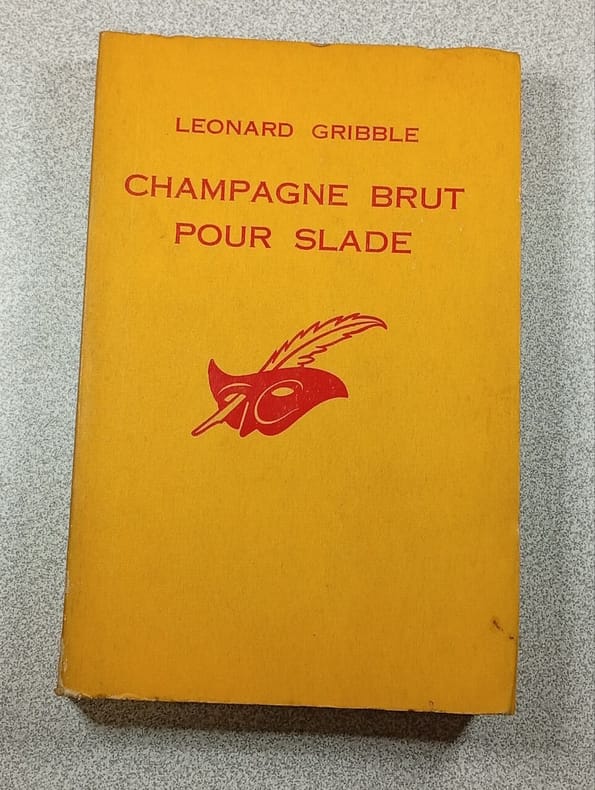 LEONARD GRIBBLE
CHAMPAGNE BRUT
POUR SLADE